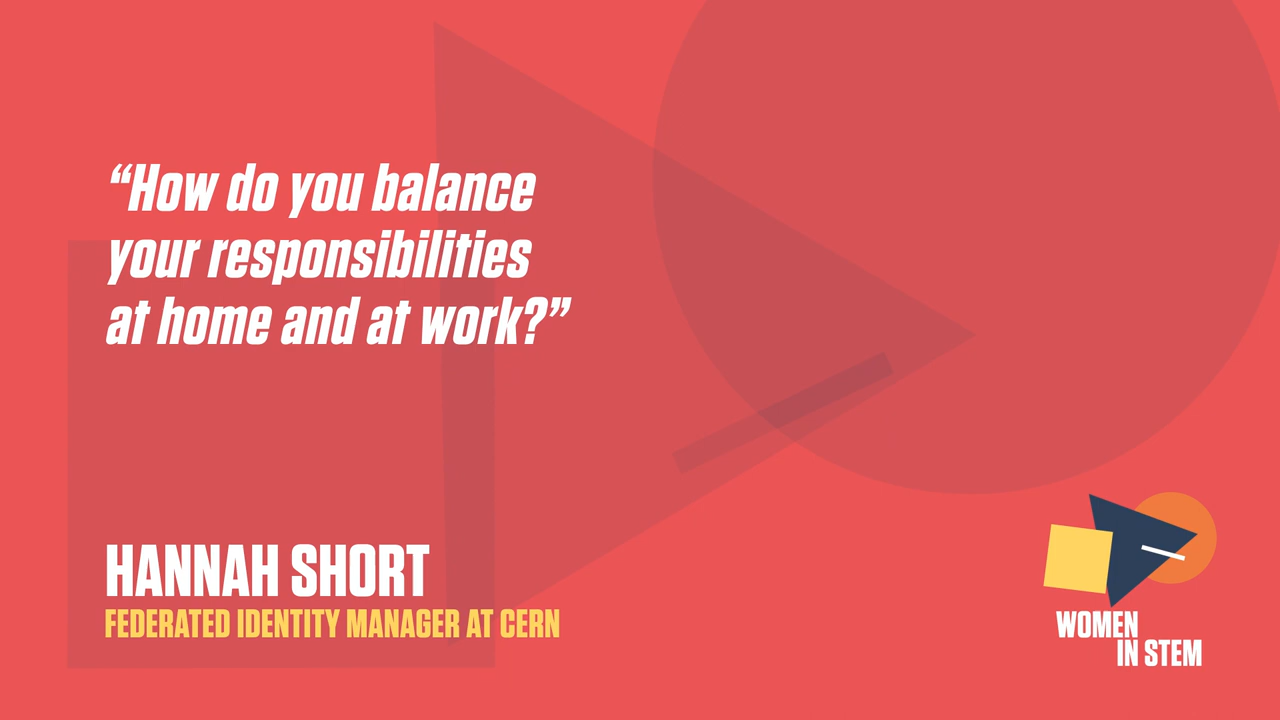 “How do you balance
your responsibilities
at home and at work?”
HANNAH SHORT
FEDERATED IDENTITY MANAGER AT CERN
WOMEN
IN STEM